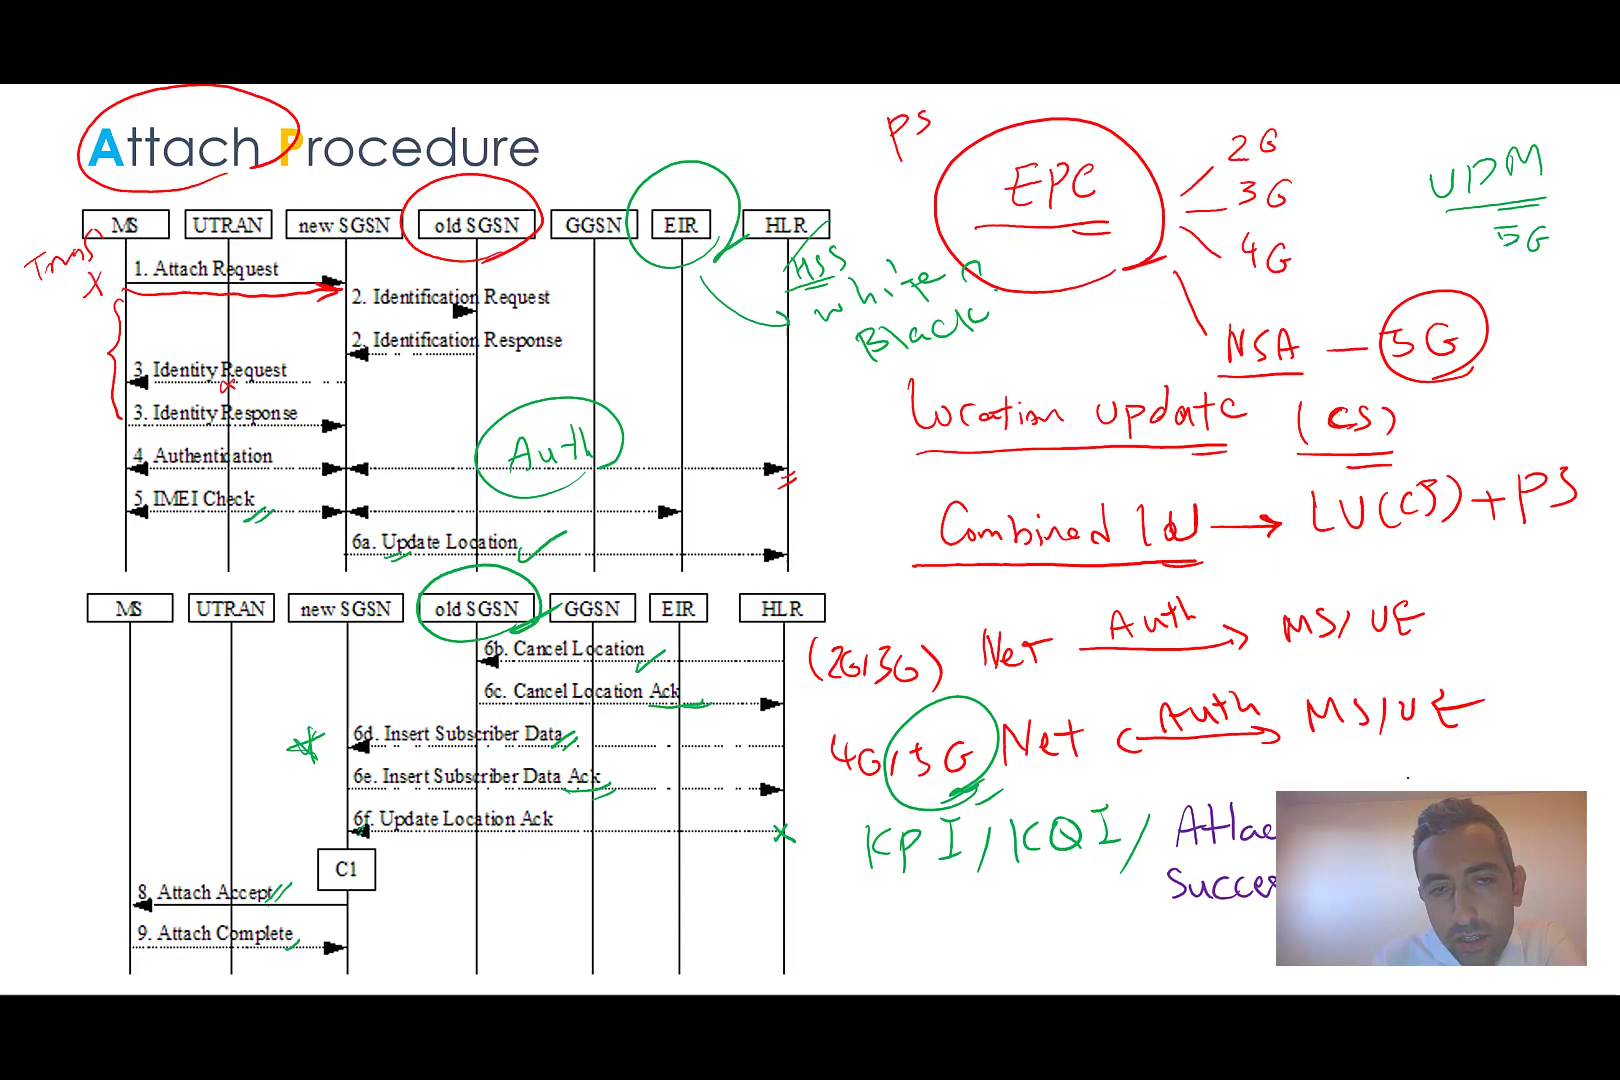 Attach Procedure
MS UTRAN new SGSN old SGSN GGSN EIR HLR
1. Attach Request
2. Identification Request
2. Identification Response
3. Identity Request
3. Identity Response
4. Authentication
5. IMEI Check
6a. Update Location
MS UTRAN new SGSN old SGSN GGSN EIR HLR
6b. Cancel Location
6c. Cancel Location Ack
6d. Insert Subscriber Data
6e. Insert Subscriber Data Ack
6f. Update Location Ack
C1
8. Attach Accept
9. Attach Complete
Auth
HSS
White n
Black
PS
EPC
2G
3G
4G
UDM
5G
NSA — 5G
Location update (CS)
Combined LU → LU(CS) + PS
(2G/3G) Net Auth MS/UE
4G/5G Net Auth MS/UE
KPI / KQI /
Succes